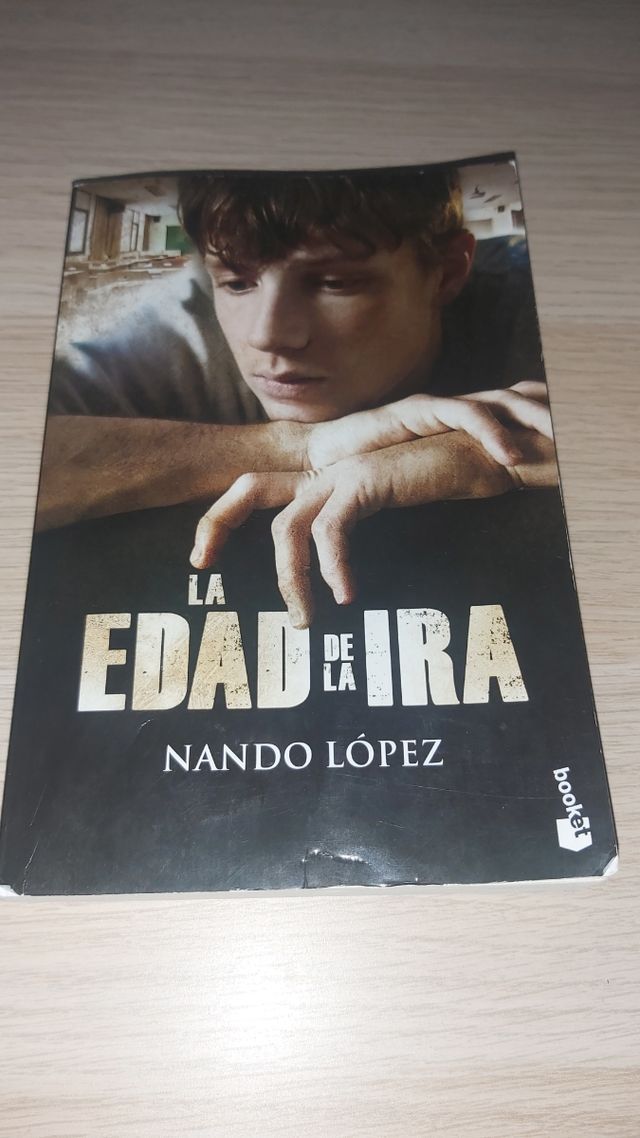 LA
EDAD DE LA IRA
NANDO LÓPEZ
booket